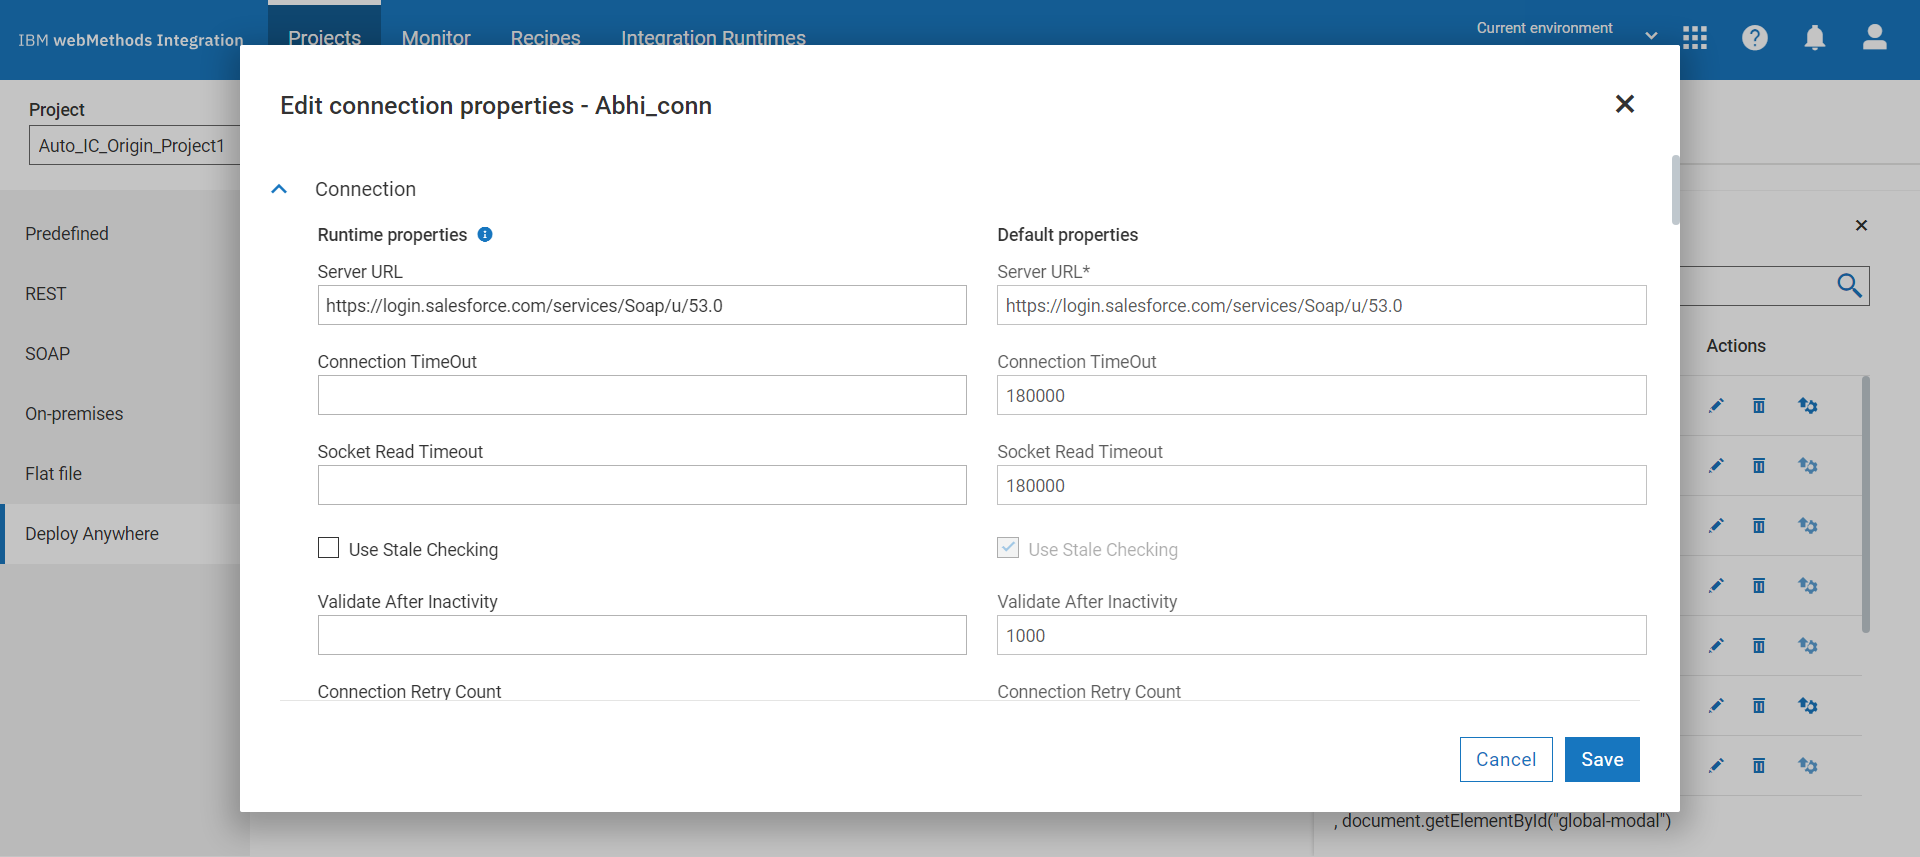 IBM webMethods Integration
Projects
Monitor
Recipes
Integration Runtimes
Current environment
Project
Auto_IC_Origin_Project1
Predefined
REST
SOAP
On-premises
Flat file
Deploy Anywhere
Edit connection properties - Abhi_conn
Connection
Runtime properties
Default properties
Server URL
Server URL*
https://login.salesforce.com/services/Soap/u/53.0
https://login.salesforce.com/services/Soap/u/53.0
Connection TimeOut
Connection TimeOut
180000
Socket Read Timeout
Socket Read Timeout
180000
Use Stale Checking
Use Stale Checking
Validate After Inactivity
Validate After Inactivity
1000
Connection Retry Count
Connection Retry Count
Cancel
Save
Actions
, document.getElementById("global-modal")